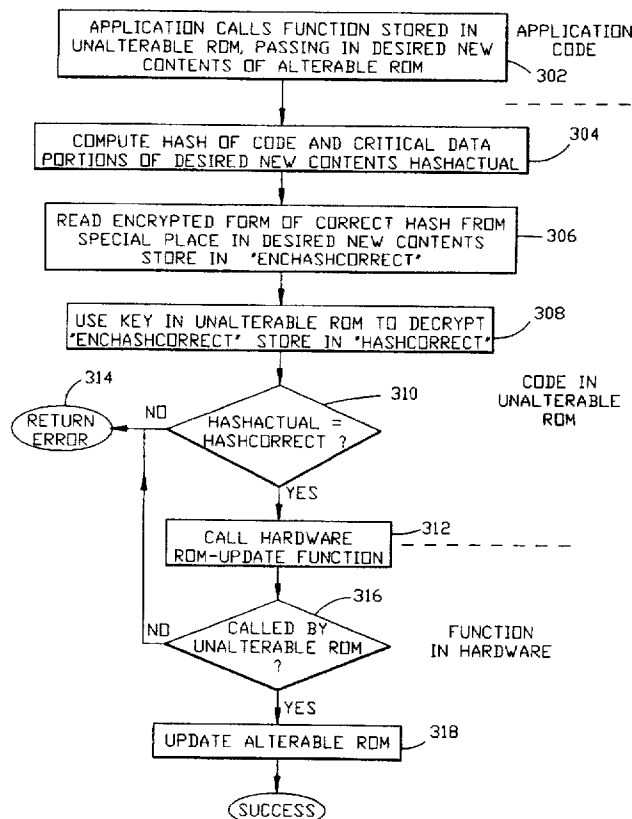 APPLICATION CALLS FUNCTION STORED IN
UNALTERABLE ROM, PASSING IN DESIRED NEW
CONTENTS OF ALTERABLE ROM
302
APPLICATION
CODE
COMPUTE HASH OF CODE AND CRITICAL DATA
PORTIONS OF DESIRED NEW CONTENTS HASHACTUAL
304
READ ENCRYPTED FORM OF CORRECT HASH FROM
SPECIAL PLACE IN DESIRED NEW CONTENTS
STORE IN "ENCHASHCORRECT"
306
USE KEY IN UNALTERABLE ROM TO DECRYPT
"ENCHASHCORRECT" STORE IN "HASHCORRECT"
308
CODE IN
UNALTERABLE
ROM
314
RETURN
ERROR
NO
HASHACTUAL =
HASHCORRECT
?
310
YES
CALL HARDWARE
ROM-UPDATE FUNCTION
312
316
NO
CALLED BY
UNALTERABLE ROM
?
FUNCTION
IN HARDWARE
YES
UPDATE ALTERABLE ROM
318
SUCCESS